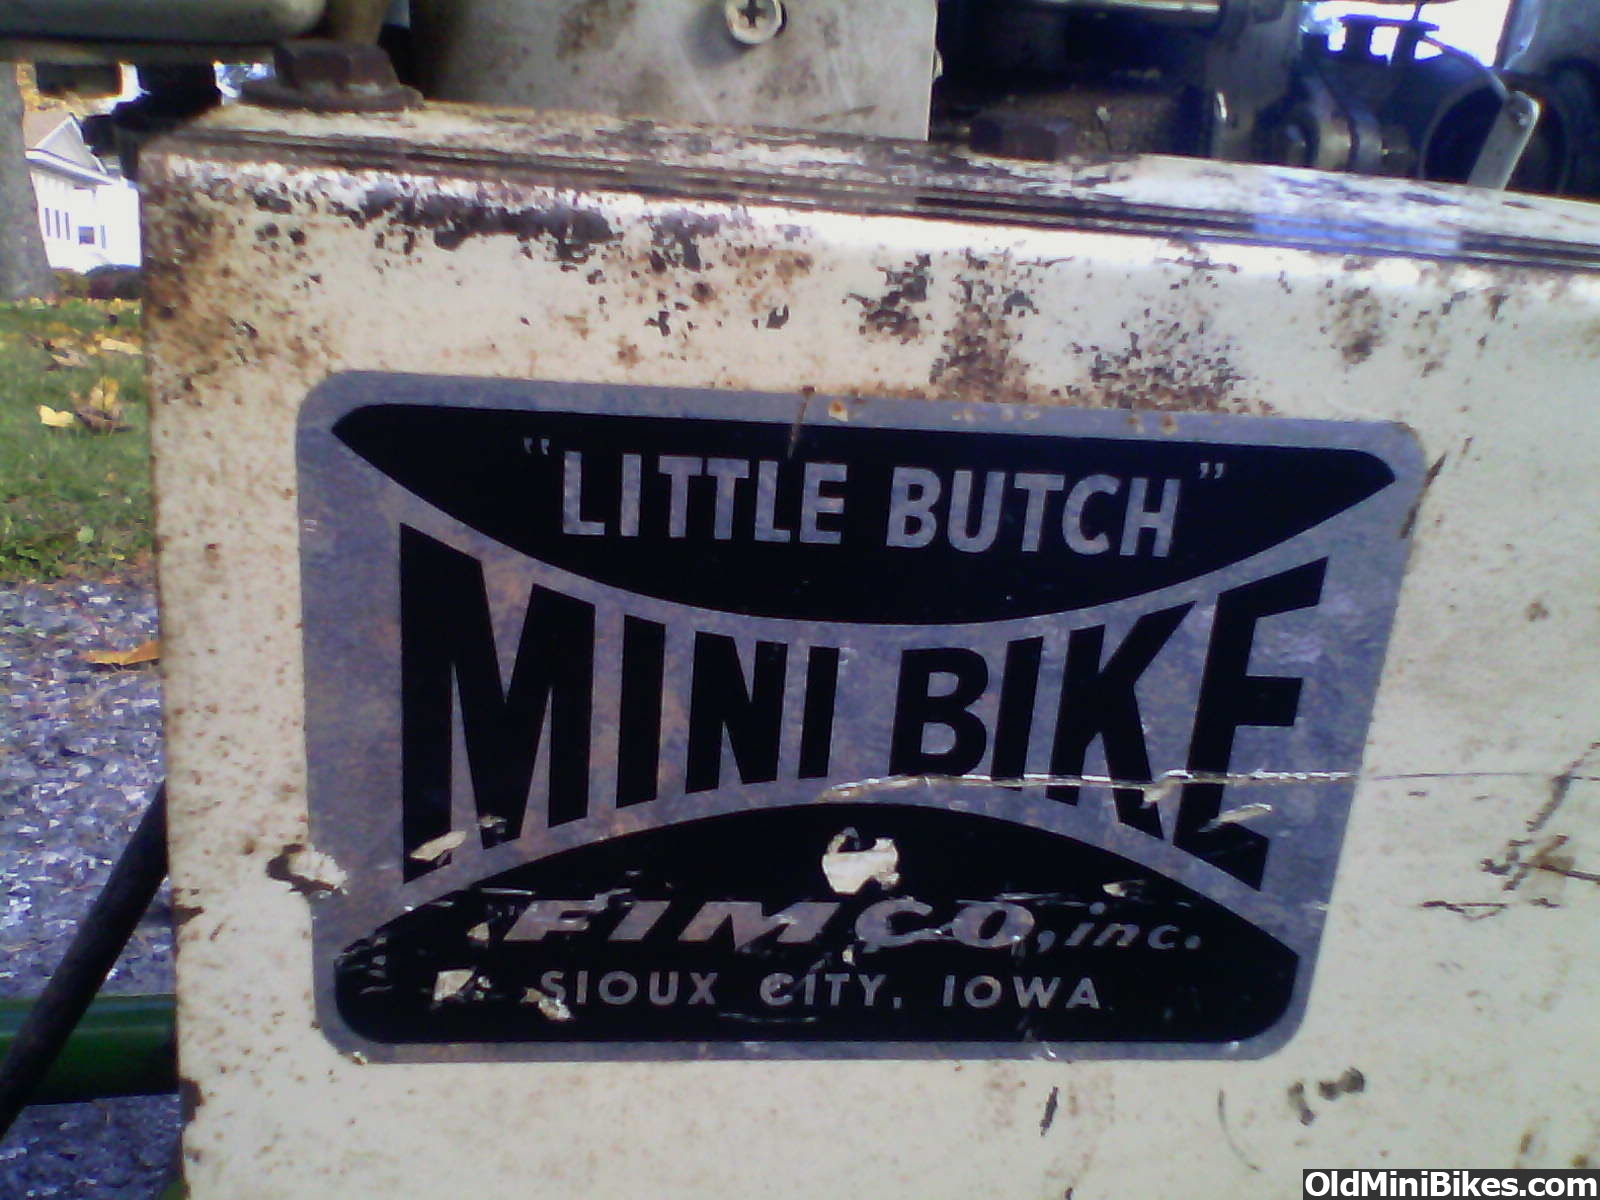 "LITTLE BUTCH"
MINI BIKE
FIMCO, inc.
SIOUX CITY, IOWA
OldMiniBikes.com